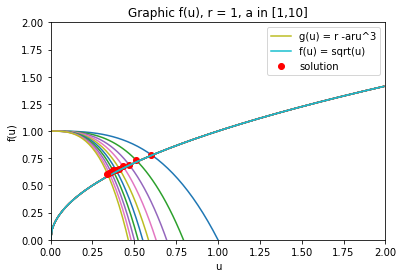 Graphic f(u), r = 1, a in [1,10]
g(u) = r -aru^3
f(u) = sqrt(u)
solution
f(u)
2.00
1.75
1.50
1.25
1.00
0.75
0.50
0.25
0.00
0.00 0.25 0.50 0.75 1.00 1.25 1.50 1.75 2.00
u